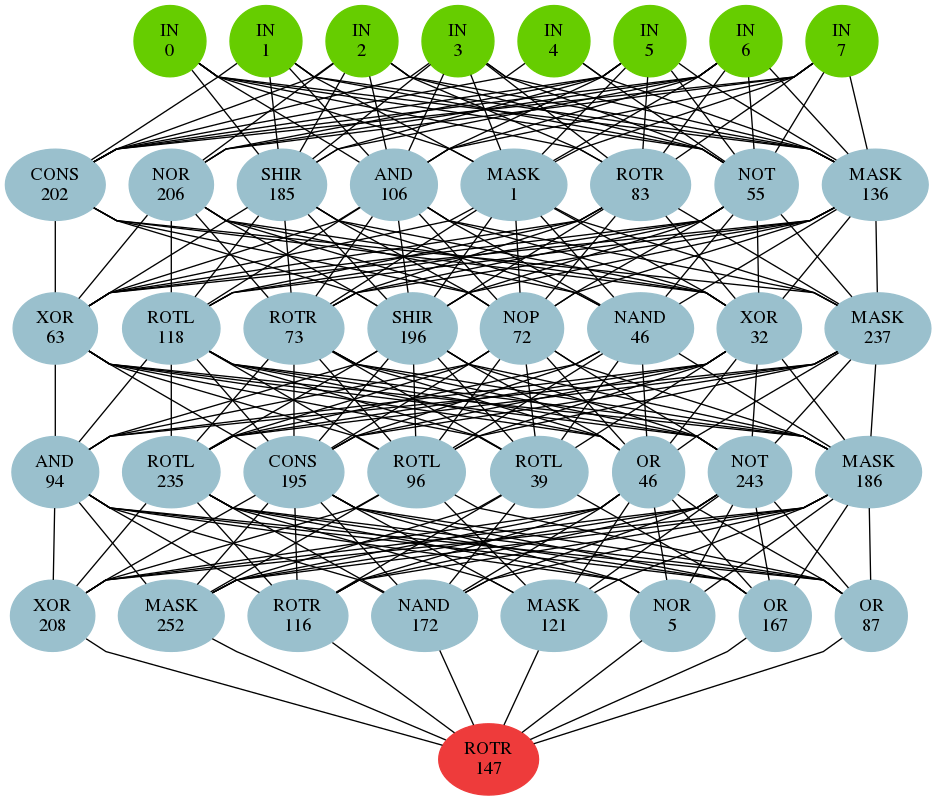 IN
0
IN
1
IN
2
IN
3
IN
4
IN
5
IN
6
IN
7
CONS
202
NOR
206
SHIR
185
AND
106
MASK
1
ROTR
83
NOT
55
MASK
136
XOR
63
ROTL
118
ROTR
73
SHIR
196
NOP
72
NAND
46
XOR
32
MASK
237
AND
94
ROTL
235
CONS
195
ROTL
96
ROTL
39
OR
46
NOT
243
MASK
186
XOR
208
MASK
252
ROTR
116
NAND
172
MASK
121
NOR
5
OR
167
OR
87
ROTR
147